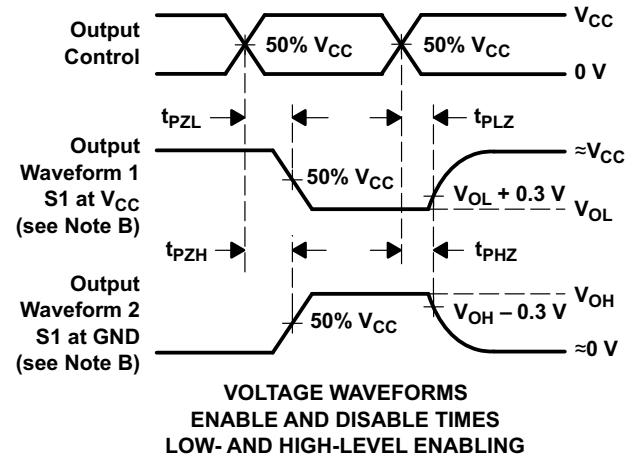 Output
Control
50% VCC
50% VCC
VCC
0 V
tPZL
tPLZ
Output
Waveform 1
S1 at VCC
(see Note B)
50% VCC
≈VCC
VOL + 0.3 V
VOL
tPZH
tPHZ
Output
Waveform 2
S1 at GND
(see Note B)
50% VCC
VOH
VOH – 0.3 V
≈0 V
VOLTAGE WAVEFORMS
ENABLE AND DISABLE TIMES
LOW- AND HIGH-LEVEL ENABLING